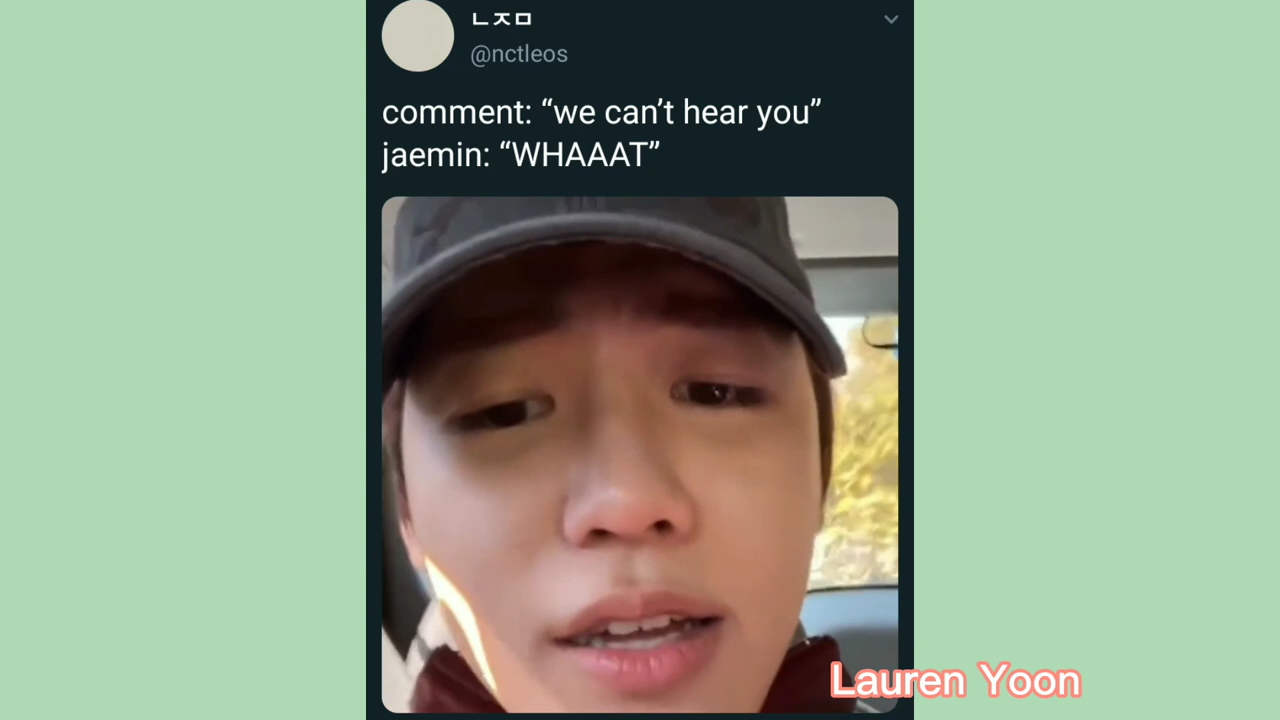 ㄴㅈㅁ
@nctleos
comment: “we can’t hear you”
jaemin: “WHAAAT”
Lauren Yoon